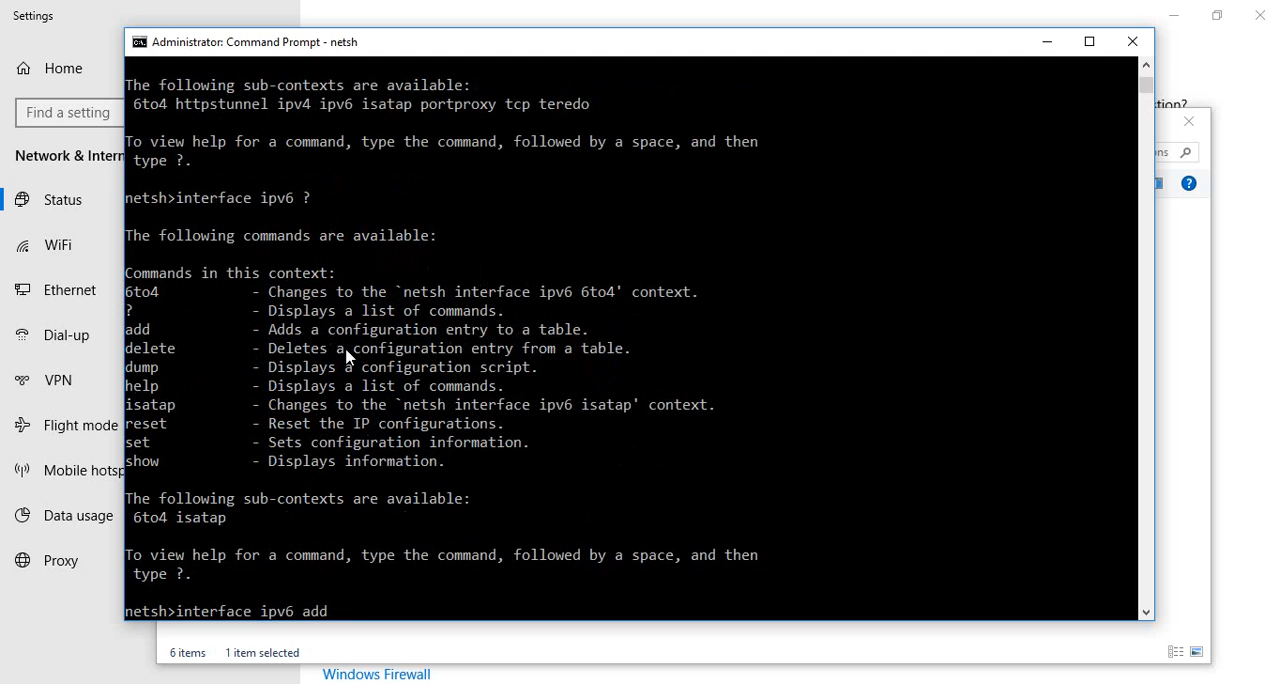 Settings
Home
Find a setting
Network & Intern
Status
WiFi
Ethernet
Dial-up
VPN
Flight mode
Mobile hotsp
Data usage
Proxy
Administrator: Command Prompt - netsh
The following sub-contexts are available:
6to4 httpstunnel ipv4 ipv6 isatap portproxy tcp teredo
To view help for a command, type the command, followed by a space, and then
type ?.
netsh>interface ipv6 ?
The following commands are available:
Commands in this context:
6to4 - Changes to the `netsh interface ipv6 6to4' context.
? - Displays a list of commands.
add - Adds a configuration entry to a table.
delete - Deletes a configuration entry from a table.
dump - Displays a configuration script.
help - Displays a list of commands.
isatap - Changes to the `netsh interface ipv6 isatap' context.
reset - Reset the IP configurations.
set - Sets configuration information.
show - Displays information.
The following sub-contexts are available:
6to4 isatap
To view help for a command, type the command, followed by a space, and then
type ?.
netsh>interface ipv6 add
tion?
ns
6 items 1 item selected
Windows Firewall